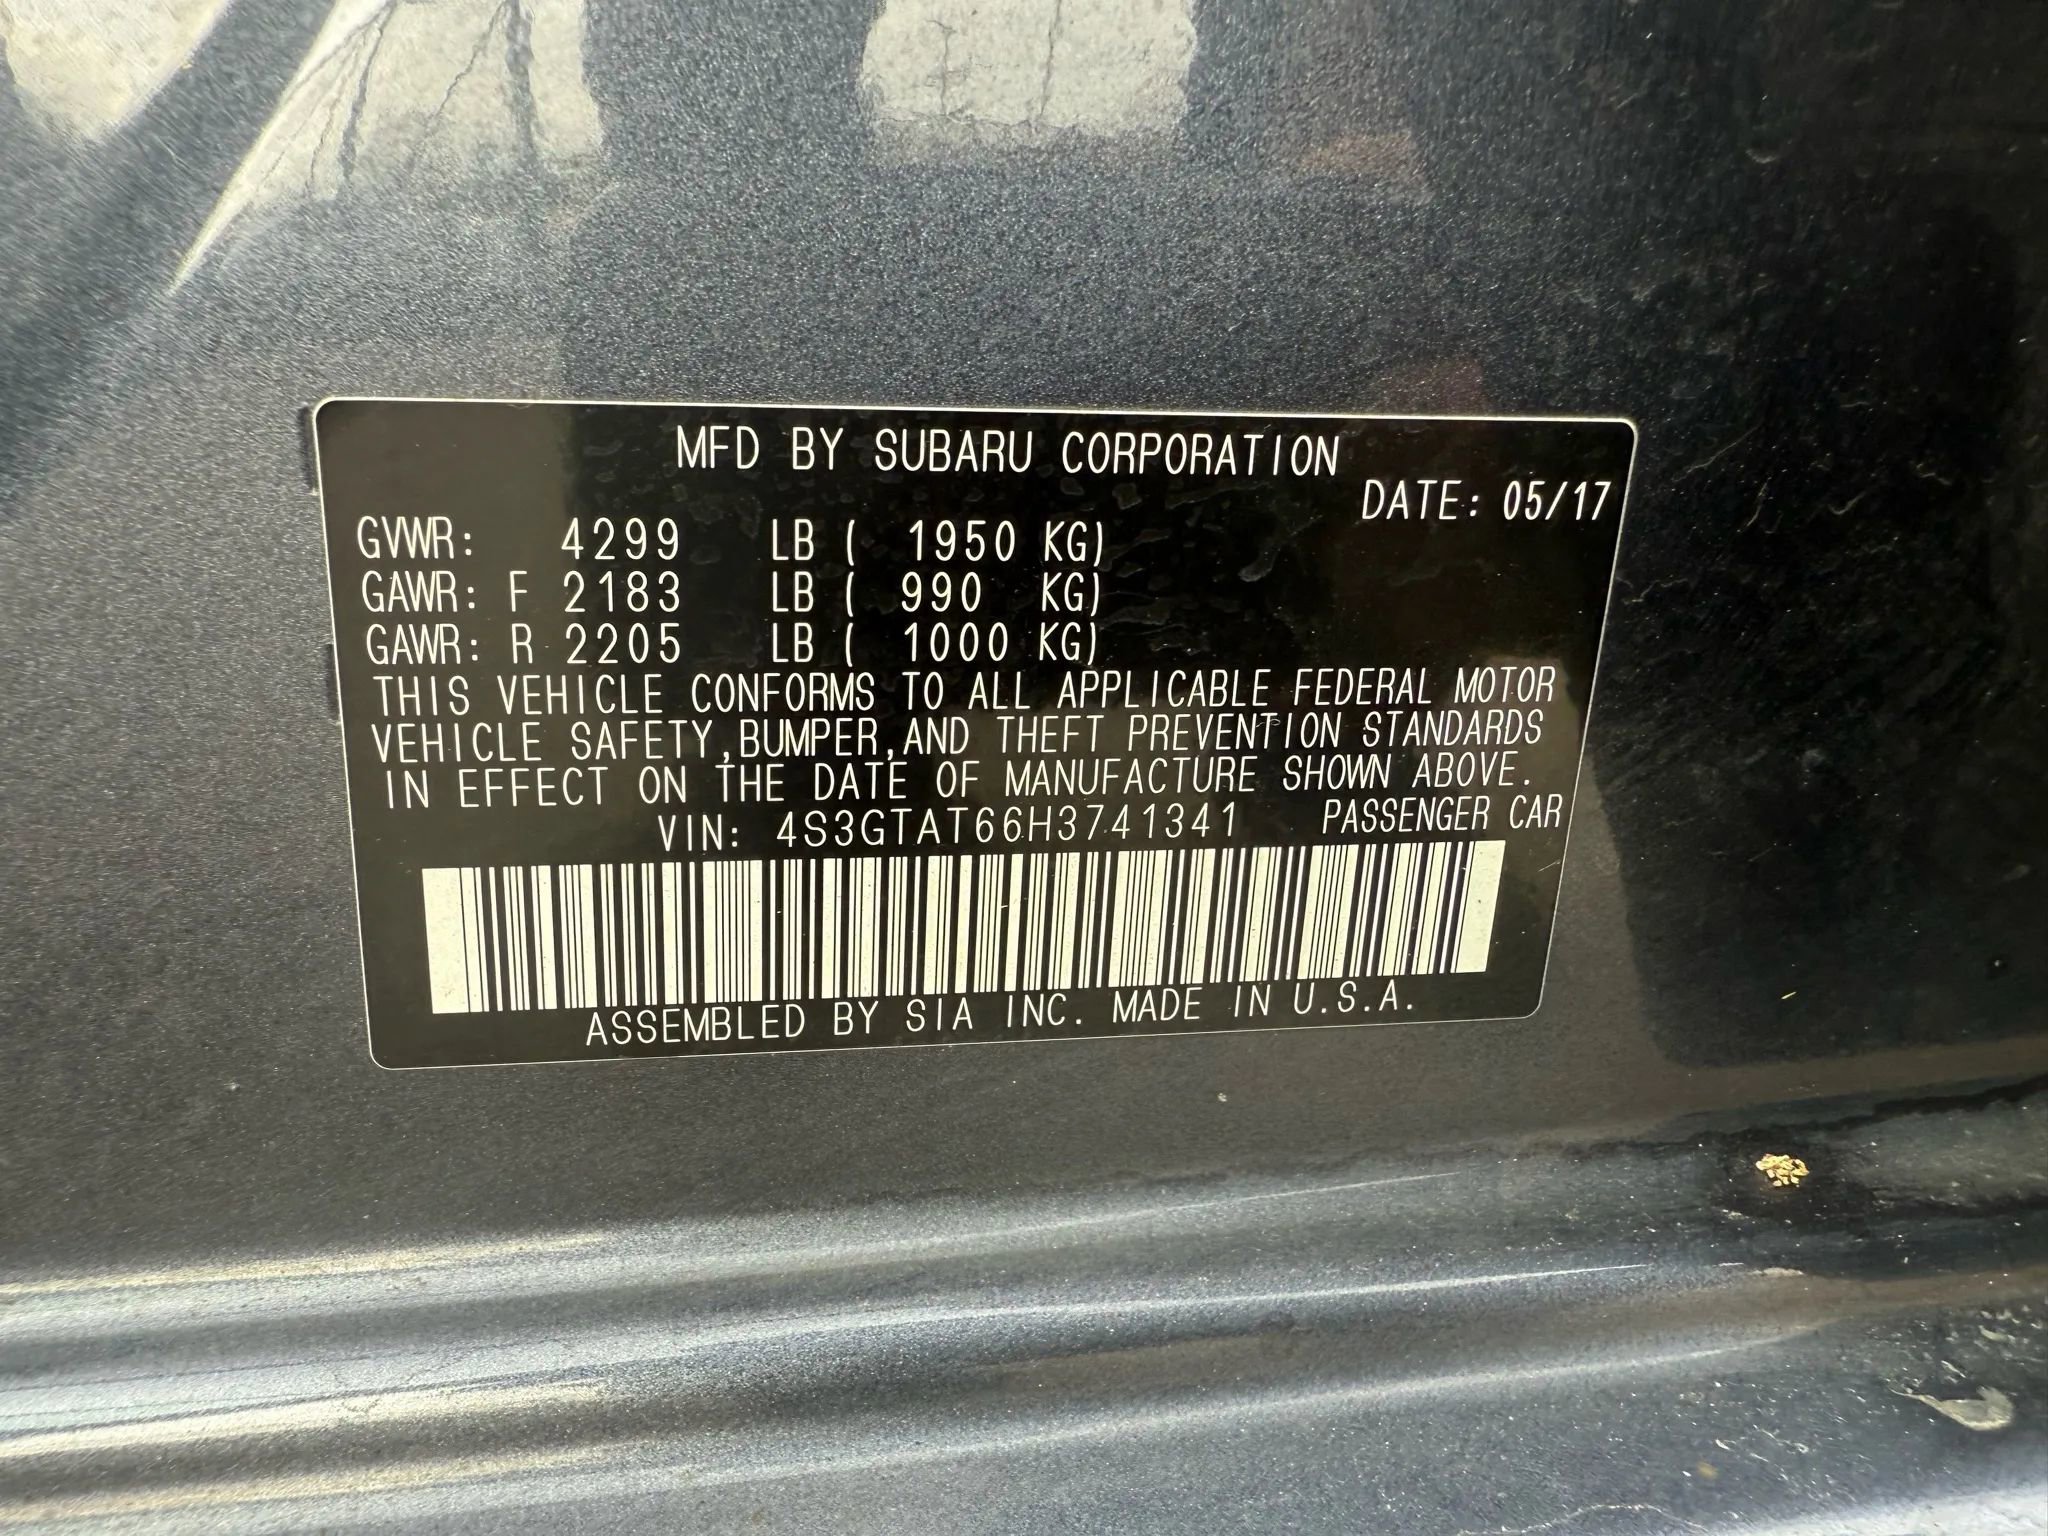 MFD BY SUBARU CORPORATION
DATE: 05/17
GVWR: 4299 LB ( 1950 KG)
GAWR: F 2183 LB ( 990 KG)
GAWR: R 2205 LB ( 1000 KG)
THIS VEHICLE CONFORMS TO ALL APPLICABLE FEDERAL MOTOR
VEHICLE SAFETY,BUMPER,AND THEFT PREVENTION STANDARDS
IN EFFECT ON THE DATE OF MANUFACTURE SHOWN ABOVE.
VIN: 4S3GTAT66H3741341 PASSENGER CAR
ASSEMBLED BY SIA INC. MADE IN U.S.A.